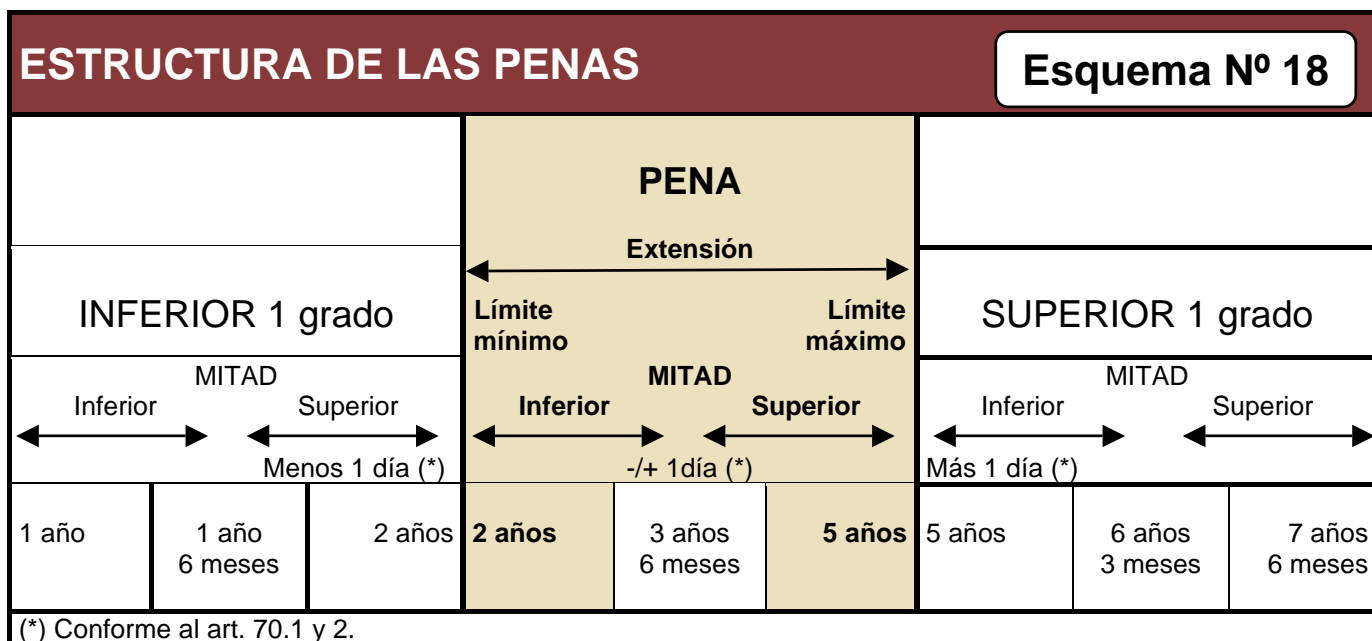 ESTRUCTURA DE LAS PENAS
Esquema Nº 18
PENA
Extensión
INFERIOR 1 grado
Límite mínimo
Límite máximo
SUPERIOR 1 grado
MITAD
Inferior Superior
Menos 1 día (*)
MITAD
Inferior Superior
-/+ 1día (*)
MITAD
Inferior Superior
Más 1 día (*)
1 año
1 año
6 meses
2 años
2 años
3 años
6 meses
5 años
5 años
6 años
3 meses
7 años
6 meses
(*) Conforme al art. 70.1 y 2.